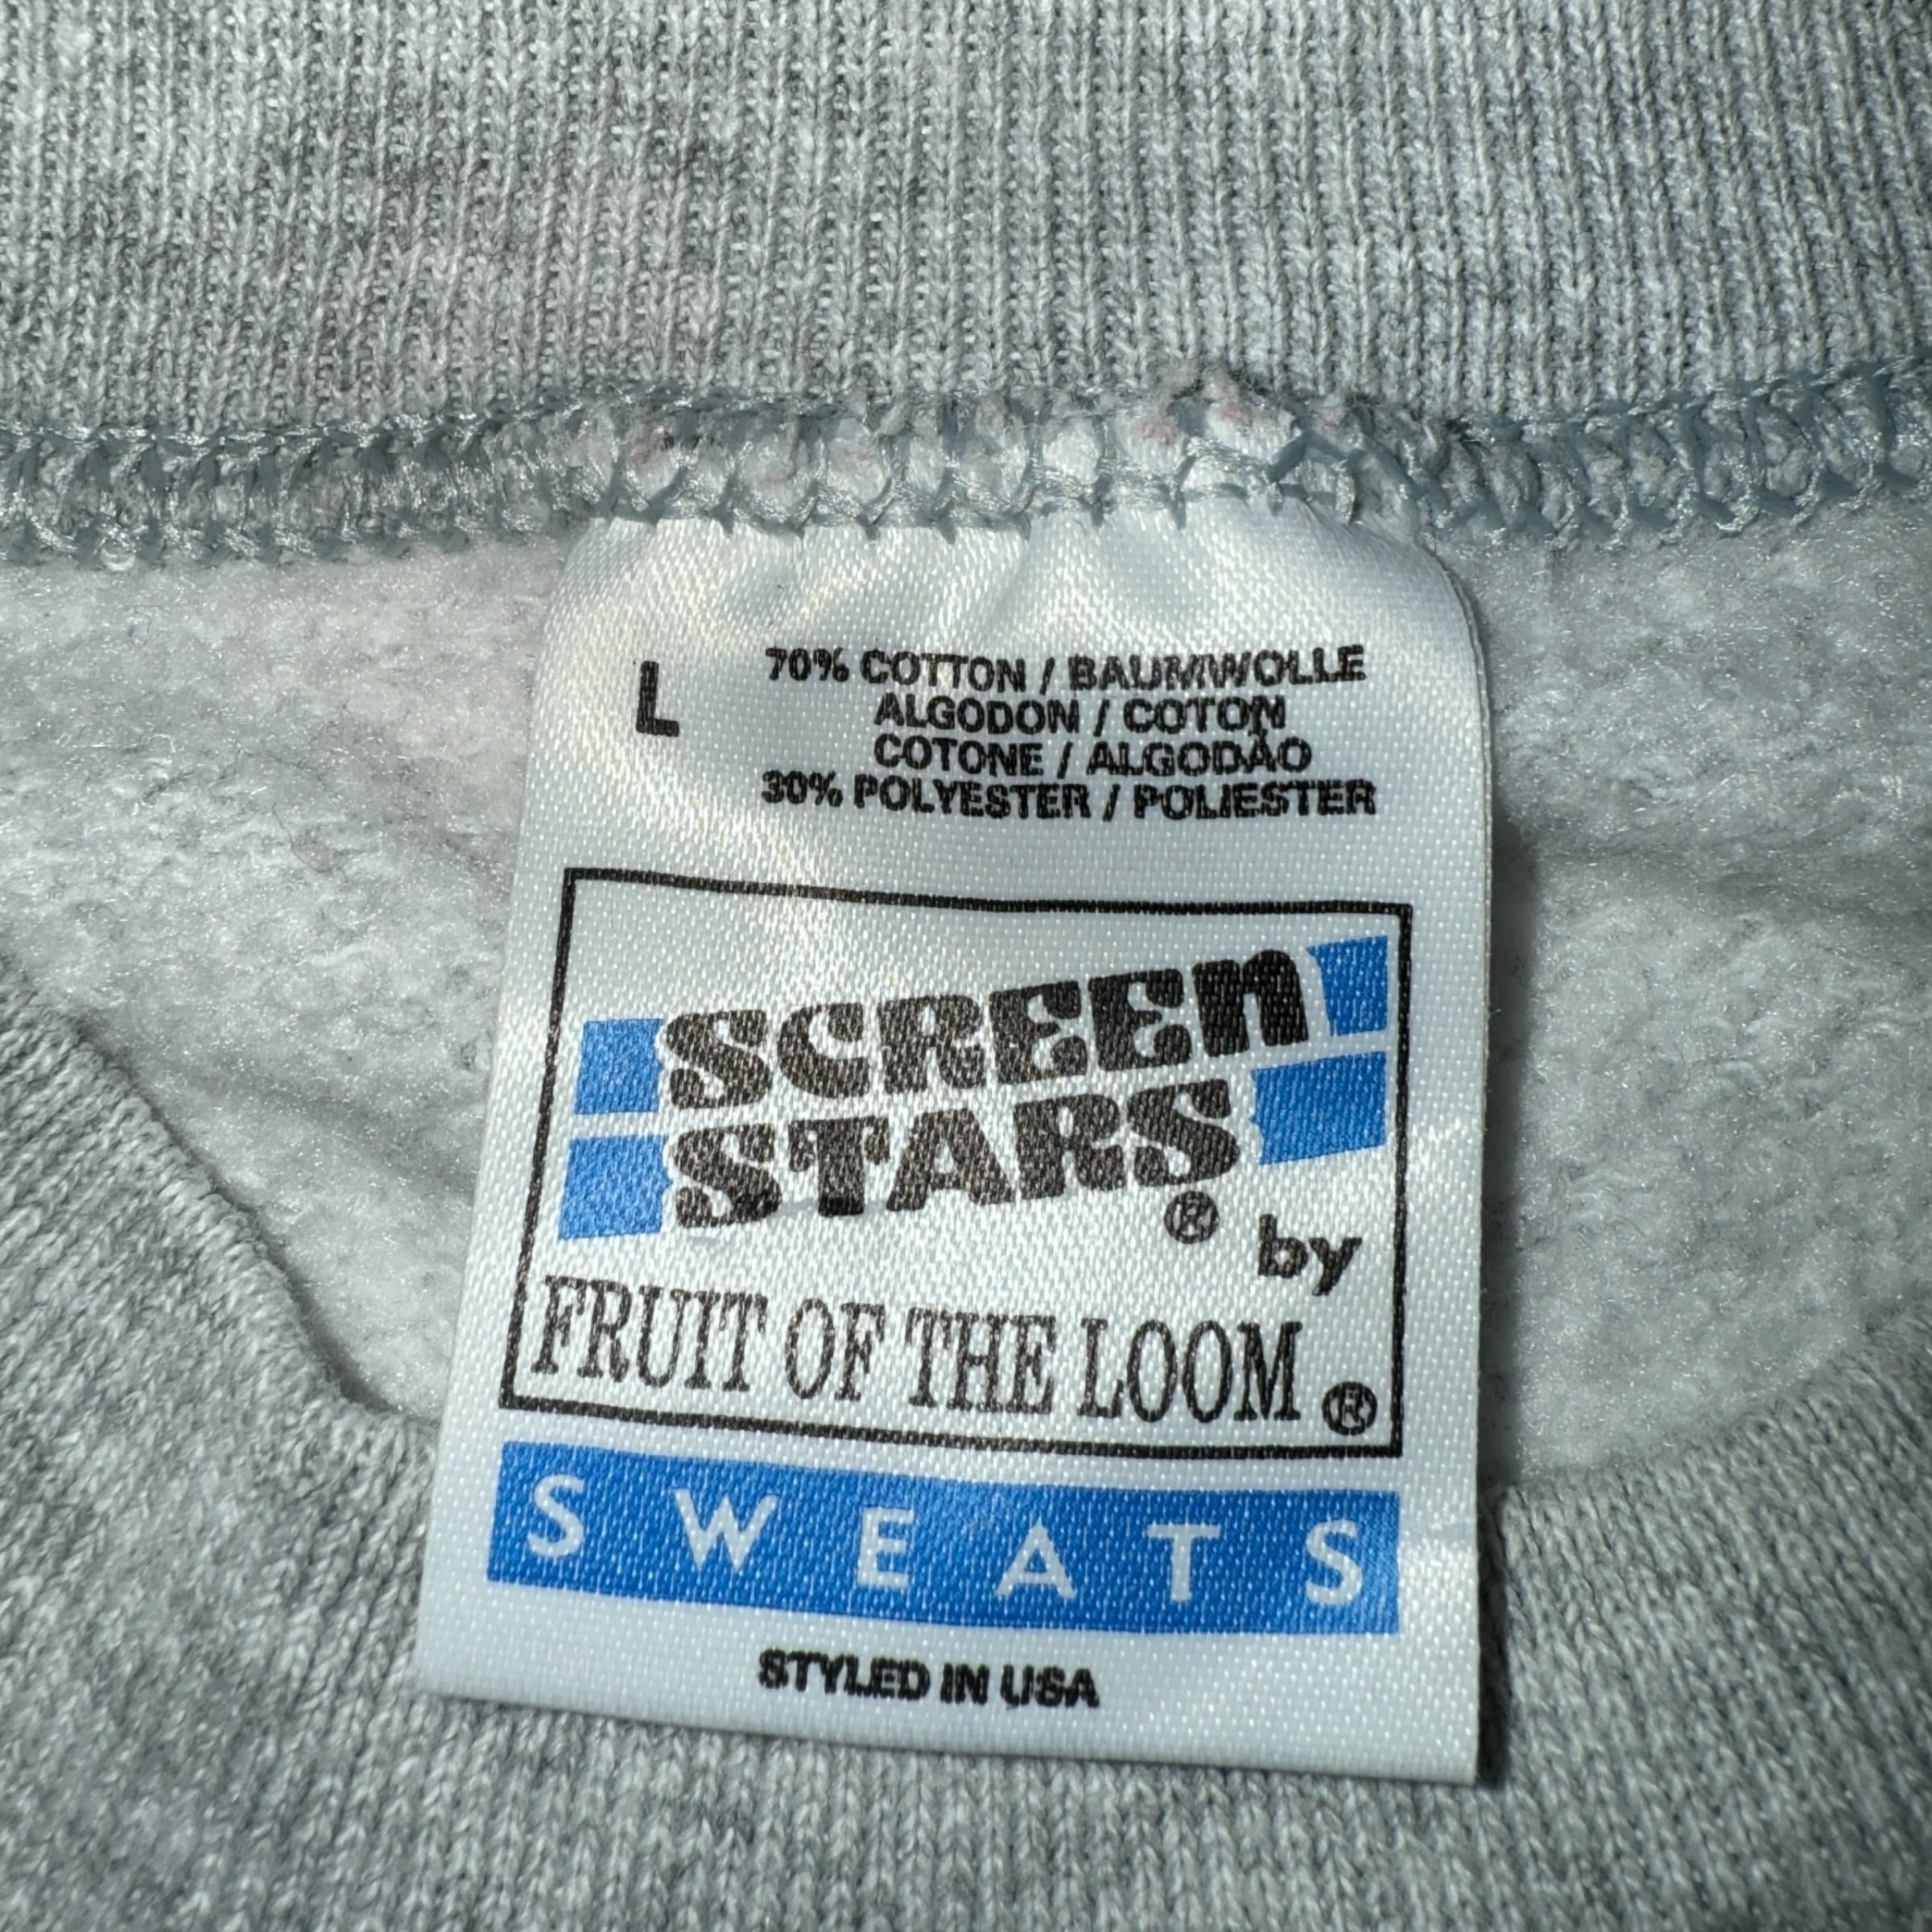 L
70% COTTON / BAUMWOLLE
ALGODON / COTON
COTONE / ALGODÃO
30% POLYESTER / POLIESTER
SCREEN
STARS® by
FRUIT OF THE LOOM®
SWEATS
STYLED IN USA